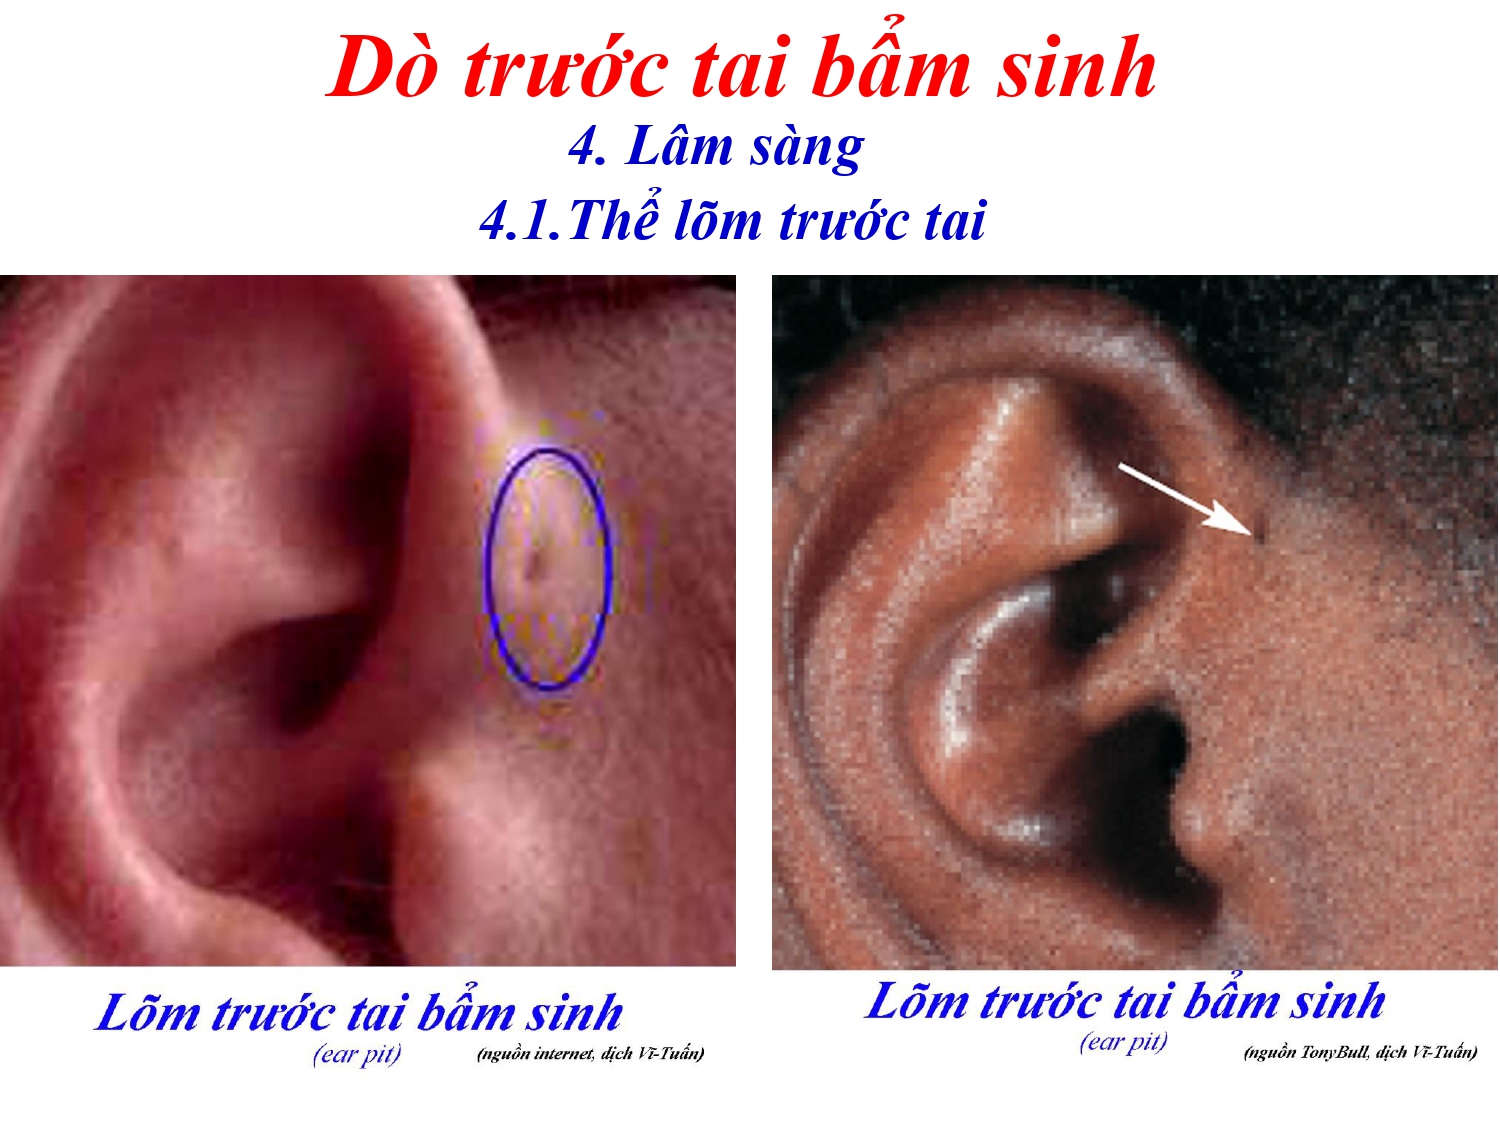 Dò trước tai bẩm sinh
4. Lâm sàng
4.1.Thể lõm trước tai
Lõm trước tai bẩm sinh
(ear pit)
(nguồn internet, dịch Vĩ-Tuấn)
Lõm trước tai bẩm sinh
(ear pit)
(nguồn TonyBull, dịch Vĩ-Tuấn)